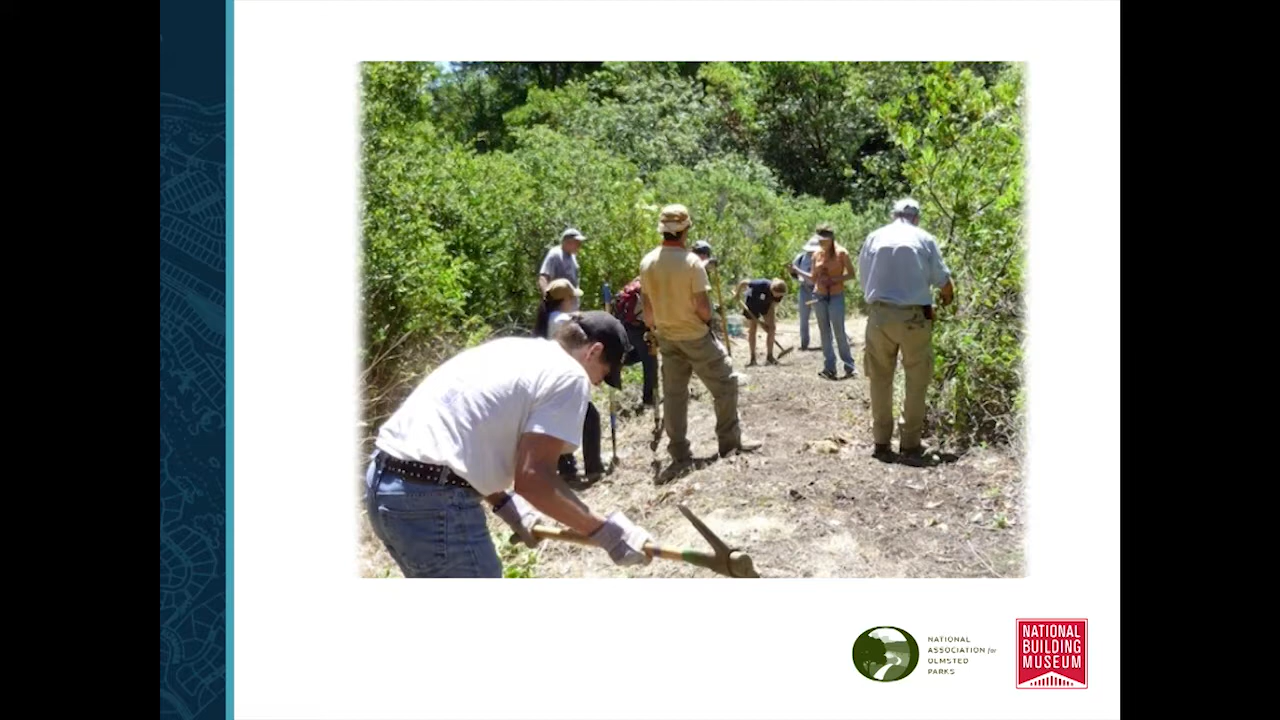 NATIONAL
ASSOCIATION for
OLMSTED
PARKS
NATIONAL
BUILDING
MUSEUM